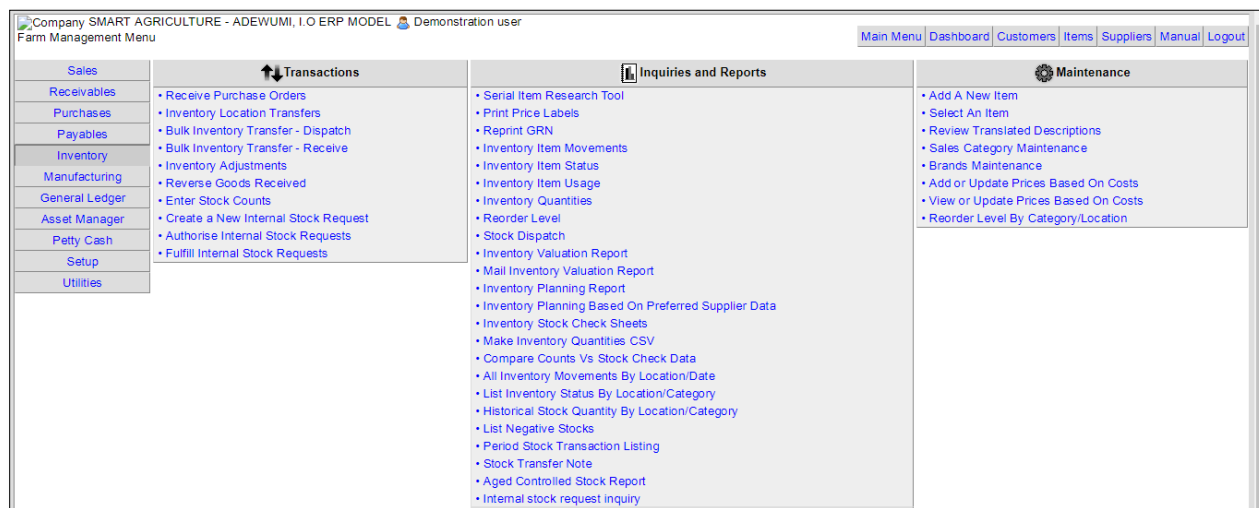 Company SMART AGRICULTURE - ADEWUMI, I.O ERP MODEL Demonstration user
Farm Management Menu
Main Menu Dashboard Customers Items Suppliers Manual Logout
Sales
Receivables
Purchases
Payables
Inventory
Manufacturing
General Ledger
Asset Manager
Petty Cash
Setup
Utilities
Transactions
• Receive Purchase Orders
• Inventory Location Transfers
• Bulk Inventory Transfer - Dispatch
• Bulk Inventory Transfer - Receive
• Inventory Adjustments
• Reverse Goods Received
• Enter Stock Counts
• Create a New Internal Stock Request
• Authorise Internal Stock Requests
• Fulfill Internal Stock Requests
Inquiries and Reports
• Serial Item Research Tool
• Print Price Labels
• Reprint GRN
• Inventory Item Movements
• Inventory Item Status
• Inventory Item Usage
• Inventory Quantities
• Reorder Level
• Stock Dispatch
• Inventory Valuation Report
• Mail Inventory Valuation Report
• Inventory Planning Report
• Inventory Planning Based On Preferred Supplier Data
• Inventory Stock Check Sheets
• Make Inventory Quantities CSV
• Compare Counts Vs Stock Check Data
• All Inventory Movements By Location/Date
• List Inventory Status By Location/Category
• Historical Stock Quantity By Location/Category
• List Negative Stocks
• Period Stock Transaction Listing
• Stock Transfer Note
• Aged Controlled Stock Report
• Internal stock request inquiry
Maintenance
• Add A New Item
• Select An Item
• Review Translated Descriptions
• Sales Category Maintenance
• Brands Maintenance
• Add or Update Prices Based On Costs
• View or Update Prices Based On Costs
• Reorder Level By Category/Location